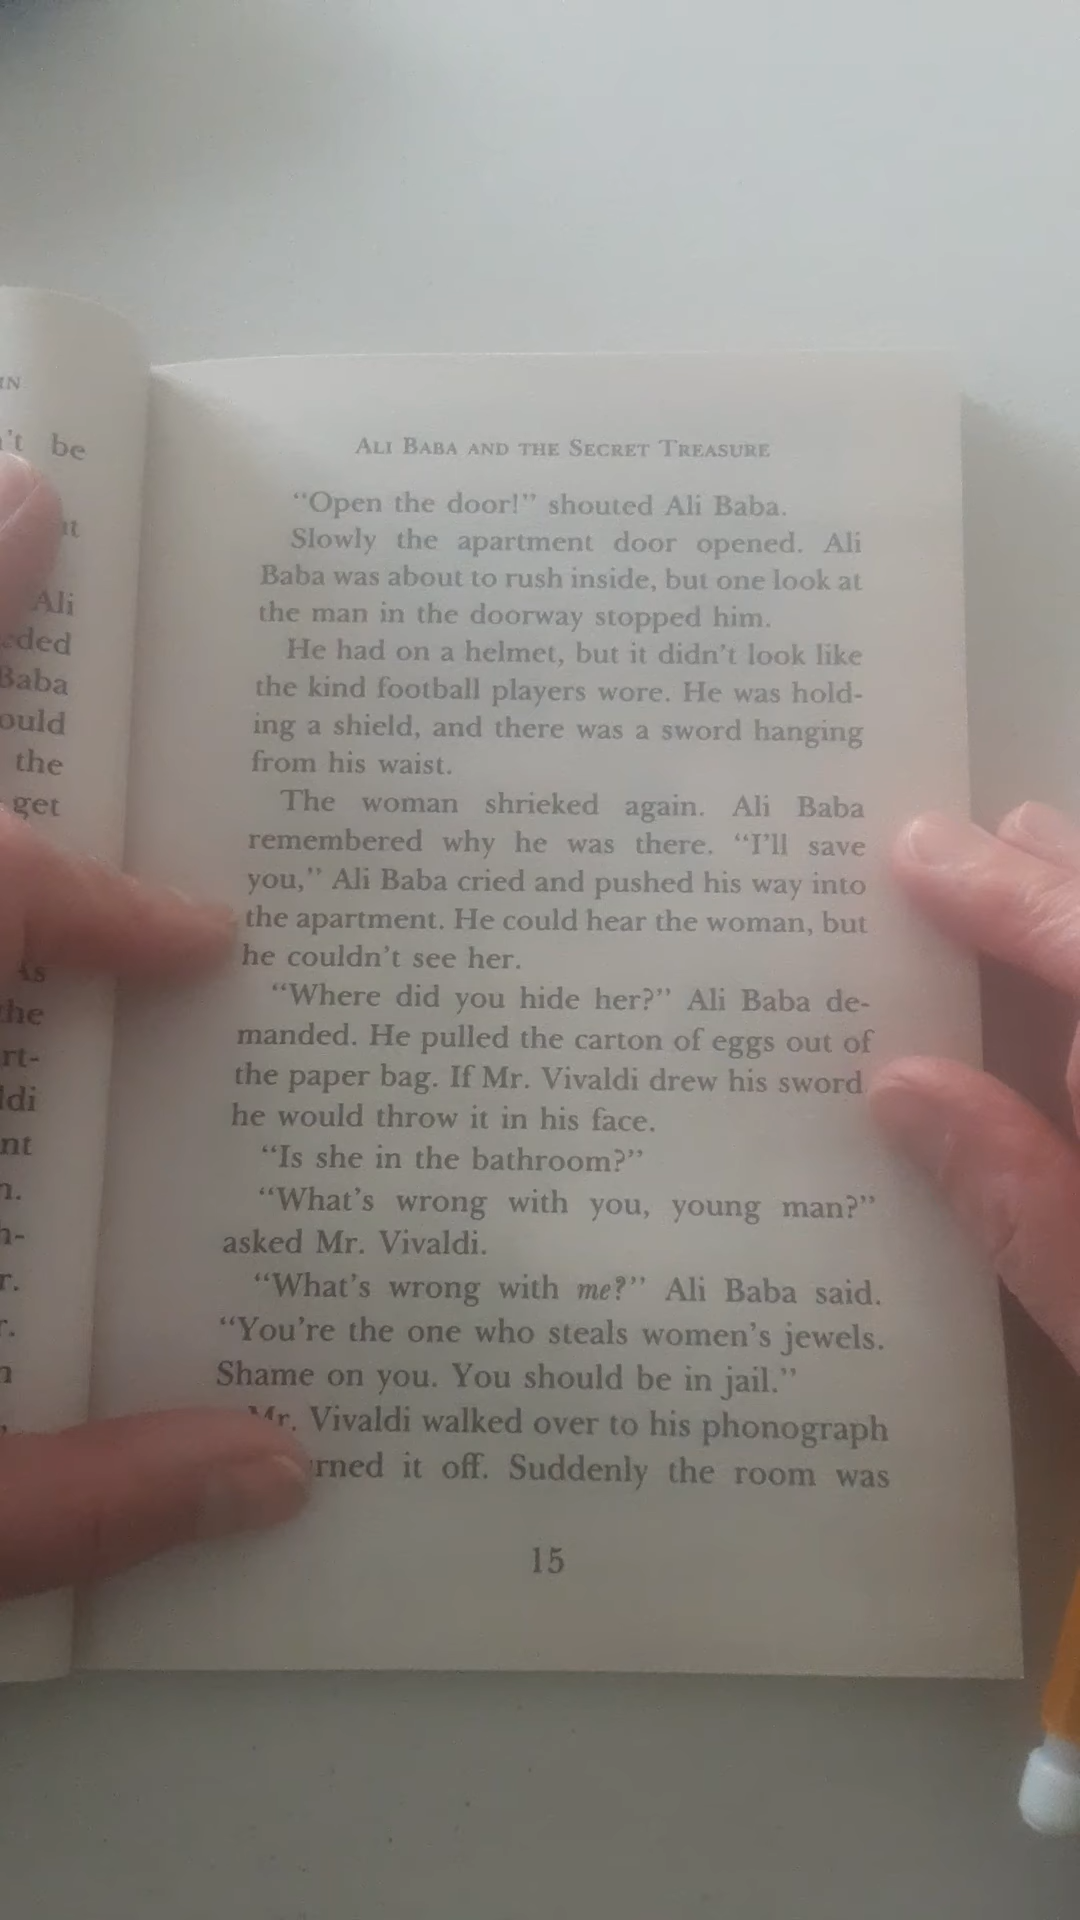 IN
't be
Ali
ded
Baba
ould
the
get
As
the
rt-
ldi
nt
ALI BABA AND THE SECRET TREASURE
“Open the door!” shouted Ali Baba.
Slowly the apartment door opened. Ali
Baba was about to rush inside, but one look at
the man in the doorway stopped him.
He had on a helmet, but it didn’t look like
the kind football players wore. He was hold-
ing a shield, and there was a sword hanging
from his waist.
The woman shrieked again. Ali Baba
remembered why he was there. “I’ll save
you,” Ali Baba cried and pushed his way into
the apartment. He could hear the woman, but
he couldn’t see her.
“Where did you hide her?” Ali Baba de-
manded. He pulled the carton of eggs out of
the paper bag. If Mr. Vivaldi drew his sword
he would throw it in his face.
“Is she in the bathroom?”
“What’s wrong with you, young man?”
asked Mr. Vivaldi.
“What’s wrong with me?” Ali Baba said.
“You’re the one who steals women’s jewels.
Shame on you. You should be in jail.”
Mr. Vivaldi walked over to his phonograph
rned it off. Suddenly the room was
15